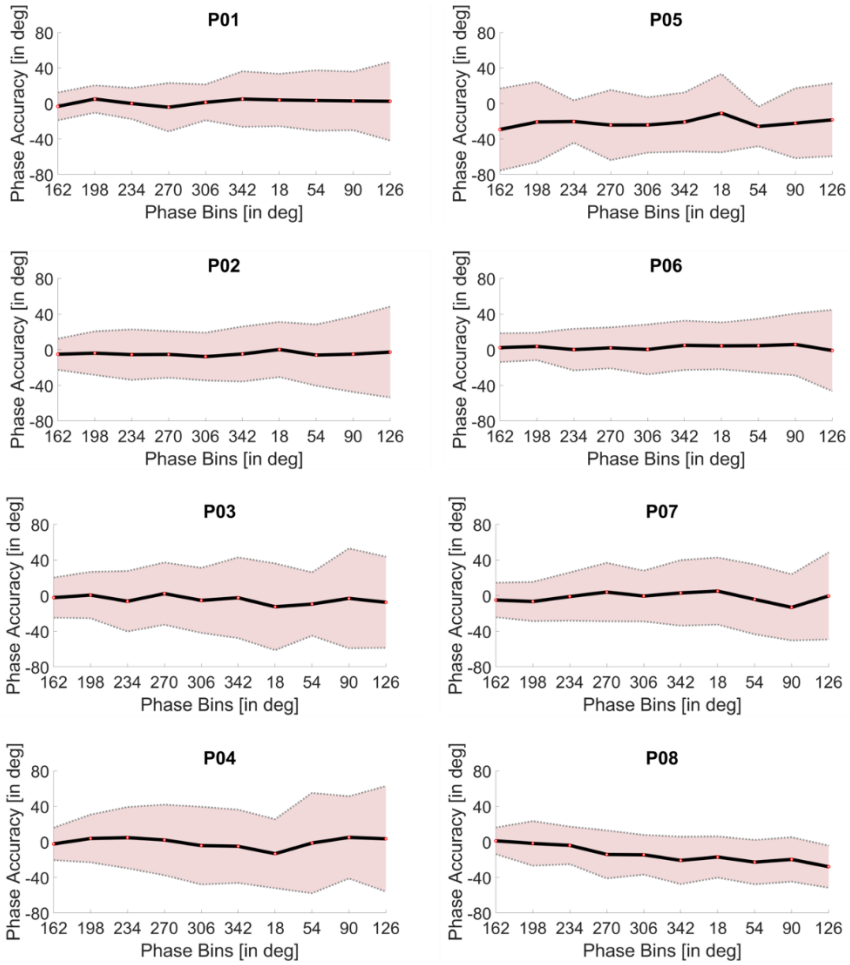 P01
Phase Accuracy [in deg]
80
40
0
-40
-80
162 198 234 270 306 342 18 54 90 126
Phase Bins [in deg]
P05
Phase Accuracy [in deg]
80
40
0
-40
-80
162 198 234 270 306 342 18 54 90 126
Phase Bins [in deg]
P02
Phase Accuracy [in deg]
80
40
0
-40
-80
162 198 234 270 306 342 18 54 90 126
Phase Bins [in deg]
P06
Phase Accuracy [in deg]
80
40
0
-40
-80
162 198 234 270 306 342 18 54 90 126
Phase Bins [in deg]
P03
Phase Accuracy [in deg]
80
40
0
-40
-80
162 198 234 270 306 342 18 54 90 126
Phase Bins [in deg]
P07
Phase Accuracy [in deg]
80
40
0
-40
-80
162 198 234 270 306 342 18 54 90 126
Phase Bins [in deg]
P04
Phase Accuracy [in deg]
80
40
0
-40
-80
162 198 234 270 306 342 18 54 90 126
Phase Bins [in deg]
P08
Phase Accuracy [in deg]
80
40
0
-40
-80
162 198 234 270 306 342 18 54 90 126
Phase Bins [in deg]